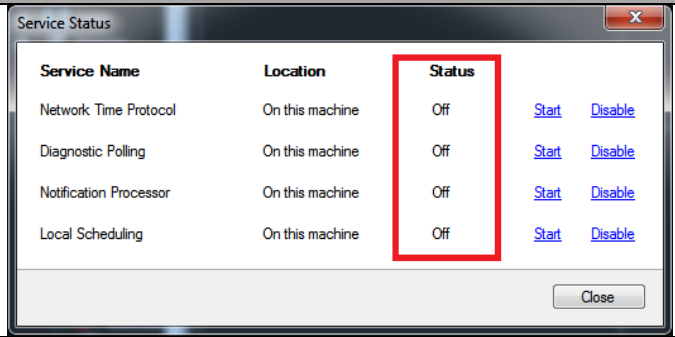 Service Status
Service Name Location Status
Network Time Protocol On this machine Off Start Disable
Diagnostic Polling On this machine Off Start Disable
Notification Processor On this machine Off Start Disable
Local Scheduling On this machine Off Start Disable
Close